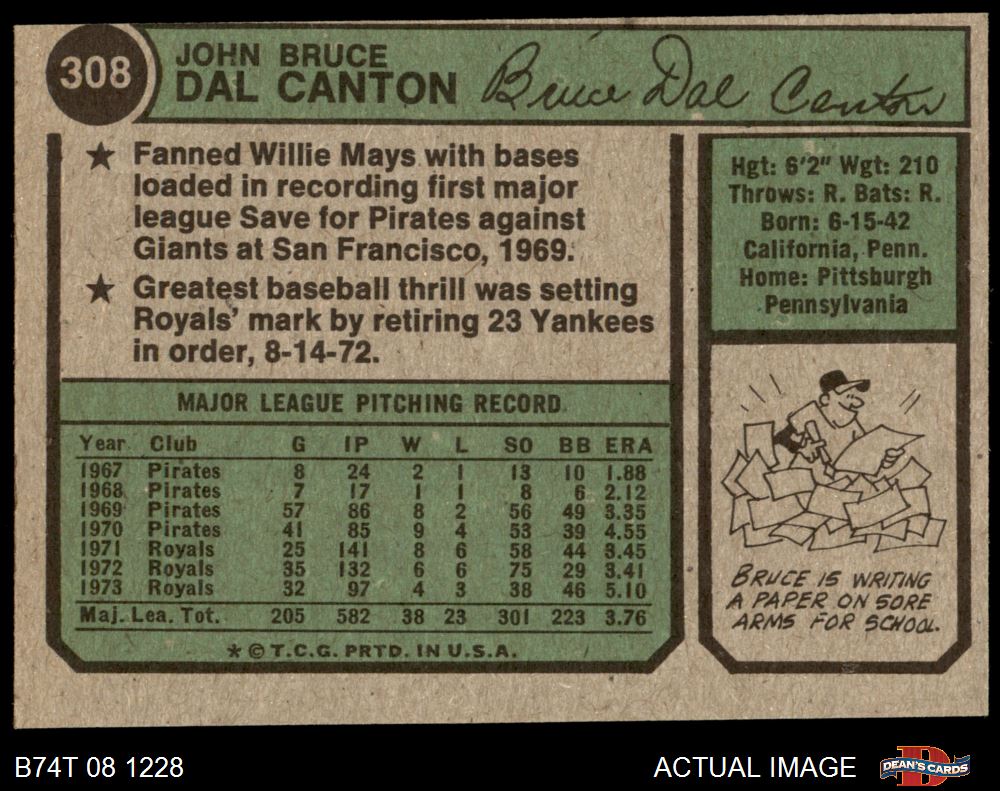 308
JOHN BRUCE
DAL CANTON
Bruce Dal Canton
★ Fanned Willie Mays with bases
loaded in recording first major
league Save for Pirates against
Giants at San Francisco, 1969.
★ Greatest baseball thrill was setting
Royals' mark by retiring 23 Yankees
in order, 8-14-72.
MAJOR LEAGUE PITCHING RECORD
Year Club G IP W L SO BB ERA
1967 Pirates 8 24 2 1 13 10 1.88
1968 Pirates 7 17 1 1 8 6 2.12
1969 Pirates 57 86 8 2 56 49 3.35
1970 Pirates 41 85 9 4 53 39 4.55
1971 Royals 25 141 8 6 58 44 3.45
1972 Royals 35 132 6 6 75 29 3.41
1973 Royals 32 97 4 3 38 46 5.10
Maj. Lea. Tot. 205 582 38 23 301 223 3.76
* © T.C.G. PRTD. IN U.S.A.
Hgt: 6'2" Wgt: 210
Throws: R. Bats: R.
Born: 6-15-42
California, Penn.
Home: Pittsburgh
Pennsylvania
BRUCE IS WRITING
A PAPER ON SORE
ARMS FOR SCHOOL.
B74T 08 1228
ACTUAL IMAGE
D
DEAN'S CARDS